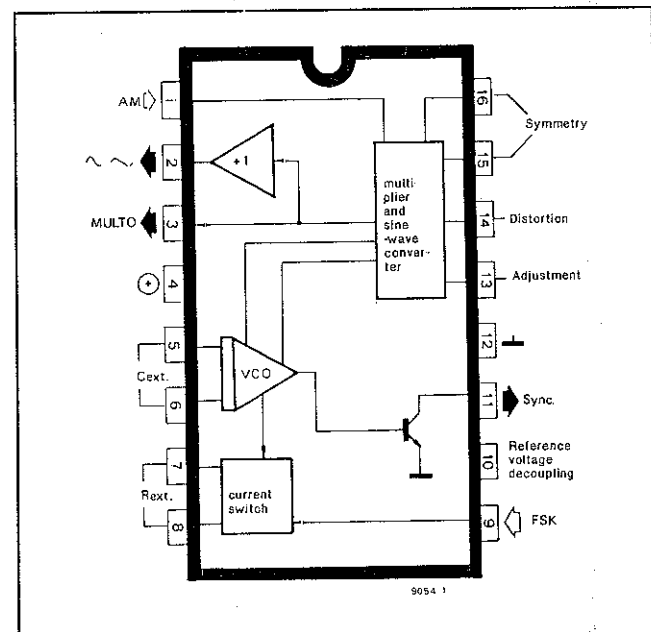 AM
1
16
Symmetry
2
+1
15
multi-
plier
and
sine
-wave
conver-
ter
MULTO
3
14
Distortion
+
4
13
Adjustment
5
12
Cext.
VCO
6
11
Sync.
7
10
Reference
voltage
decoupling
Rext.
current
switch
8
9
FSK
9054 1